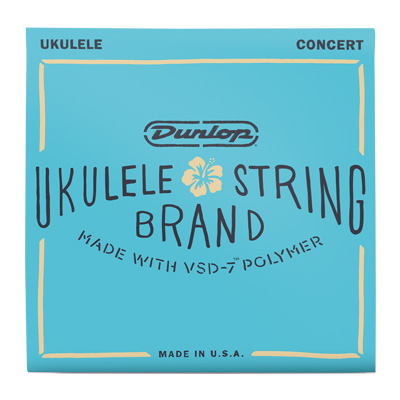 UKULELE CONCERT
Dunlop®
UKULELE STRING
BRAND
MADE WITH VSD-7™ POLYMER
MADE IN U.S.A.